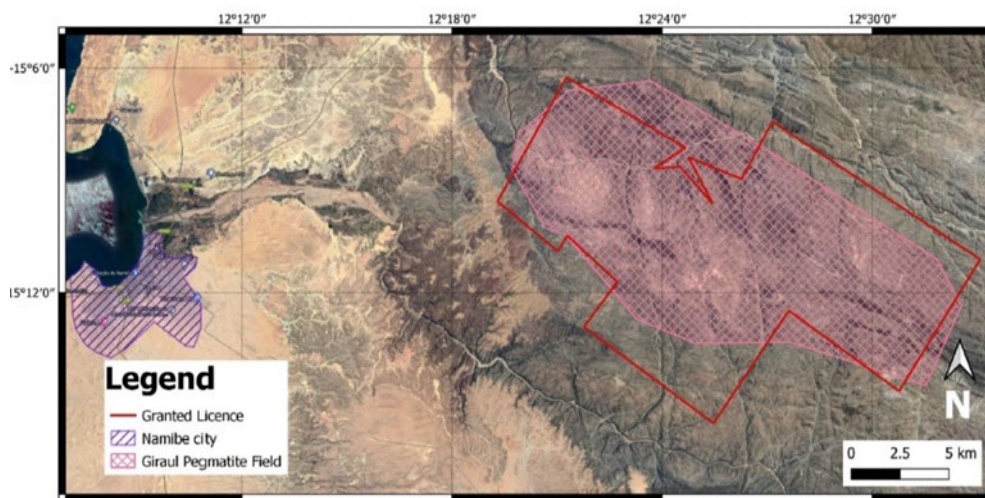 12°12'0" 12°18'0" 12°24'0" 12°30'0"
-15°6'0"
15°12'0"
Legend
Granted Licence
Namibe city
Giraul Pegmatite Field
N
0 2.5 5 km